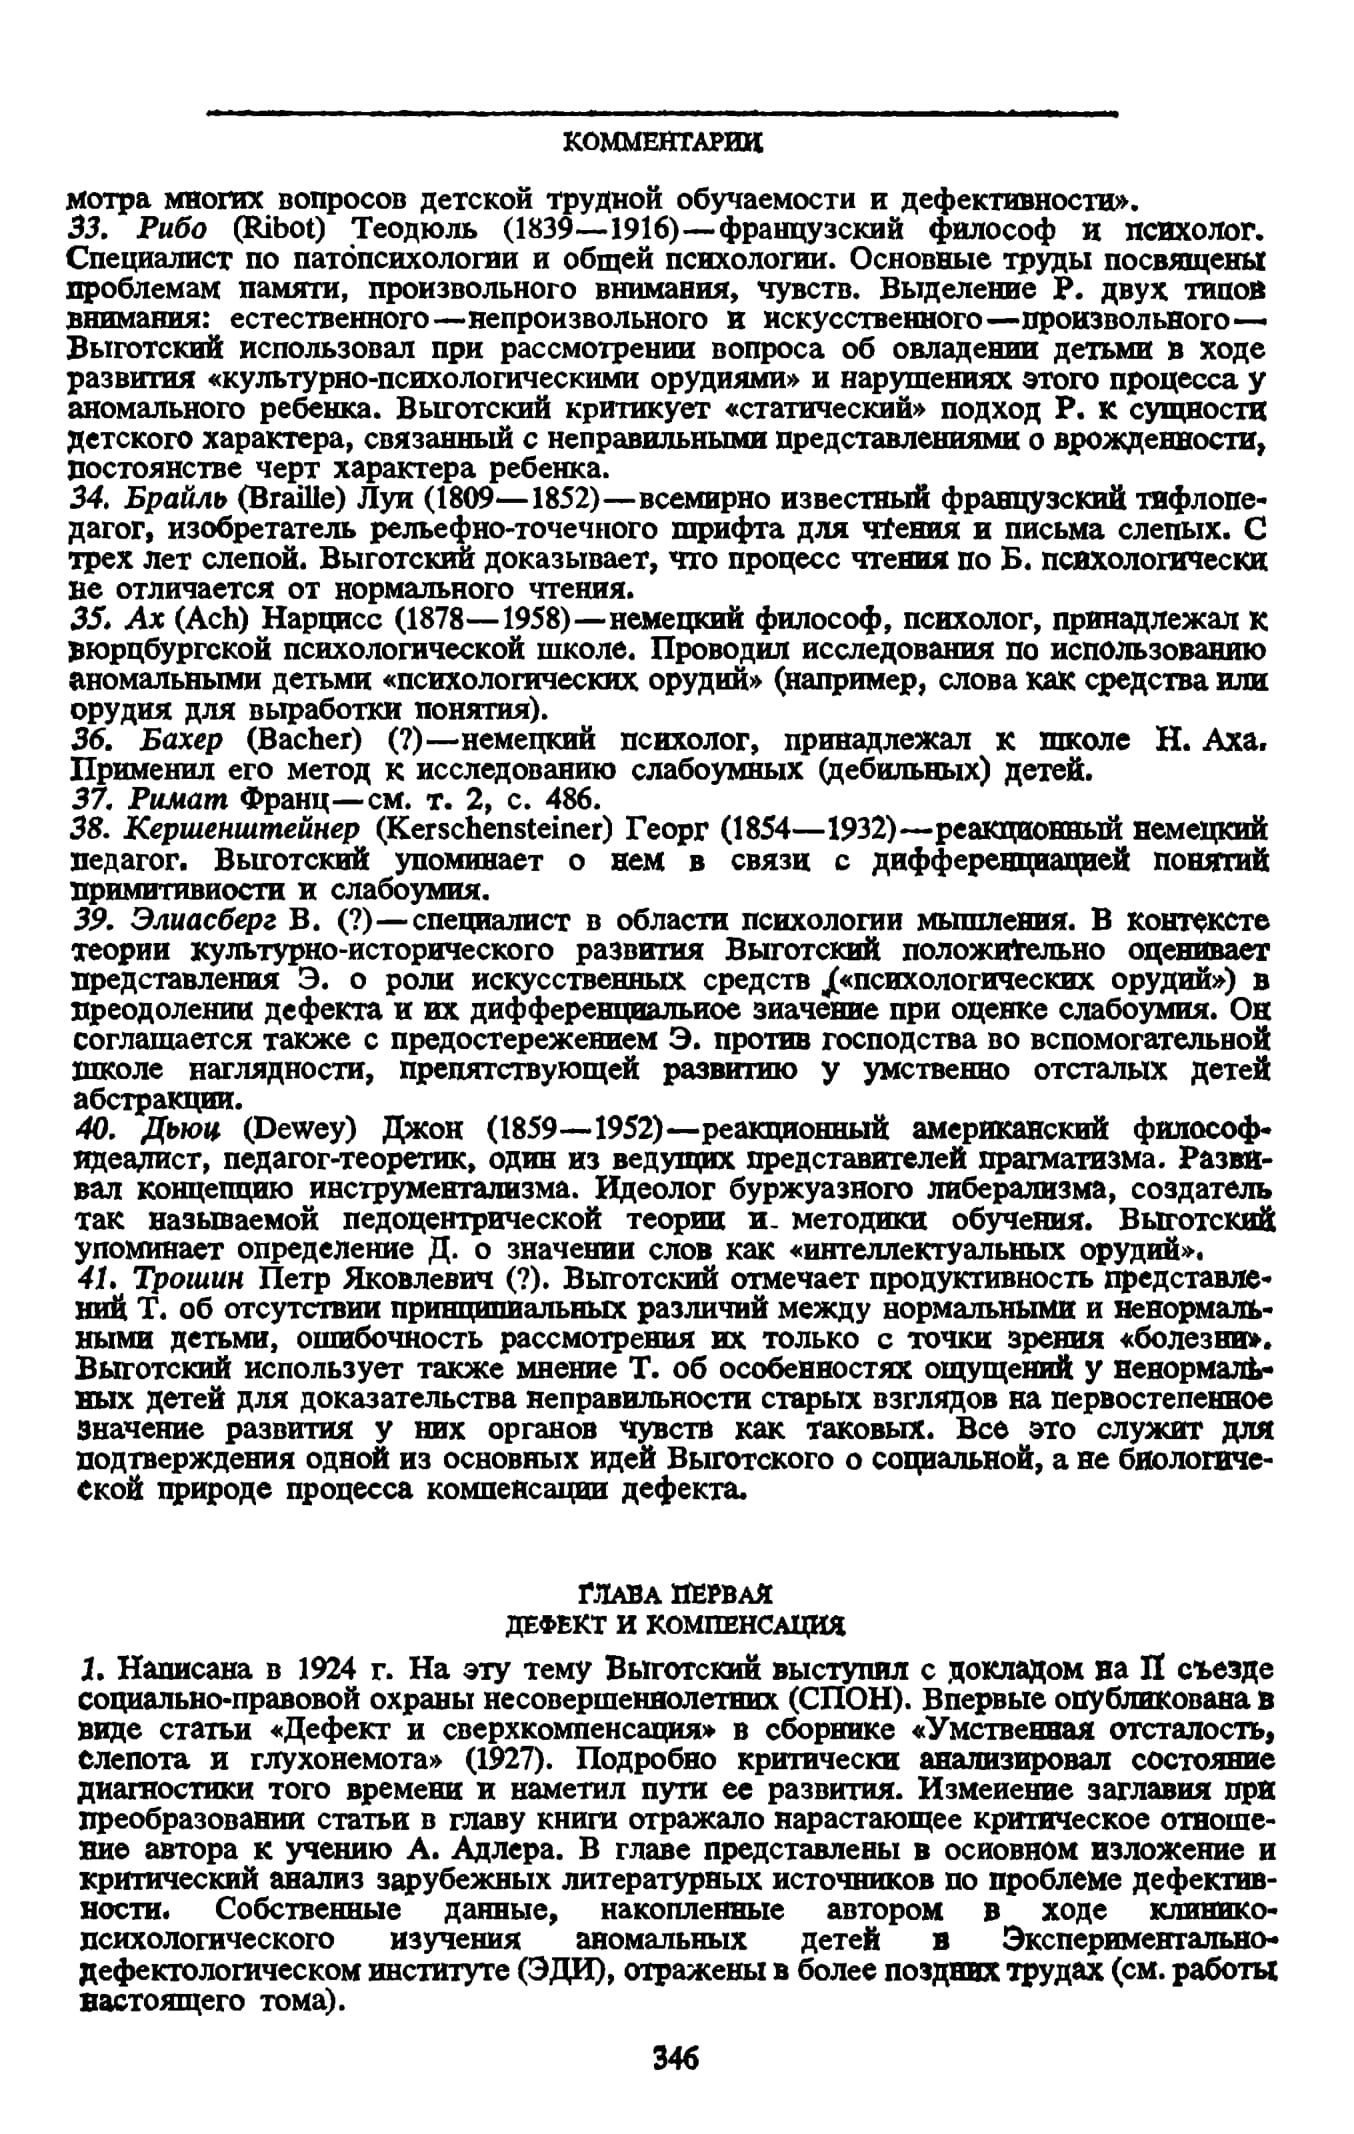 КОММЕНТАРИИ
мотра многих вопросов детской трудной обучаемости и дефективности».
33. Рибо (Ribot) Теодюль (1839—1916)—французский философ и психолог.
Специалист по патопсихологии и общей психологии. Основные труды посвящены
проблемам памяти, произвольного внимания, чувств. Выделение Р. двух типов
внимания: естественного—непроизвольного и искусственного—произвольного—
Выготский использовал при рассмотрении вопроса об овладении детьми в ходе
развития «культурно-психологическими орудиями» и нарушениях этого процесса у
аномального ребенка. Выготский критикует «статический» подход Р. к сущности
детского характера, связанный с неправильными представлениями о врожденности,
постоянстве черт характера ребенка.
34. Брайль (Braille) Луи (1809—1852)—всемирно известный французский тифлопе-
дагог, изобретатель рельефно-точечного шрифта для чтения и письма слепых. С
трех лет слепой. Выготский доказывает, что процесс чтения по Б. психологически
не отличается от нормального чтения.
35. Ах (Ach) Нарцисс (1878—1958)—немецкий философ, психолог, принадлежал к
вюрцбургской психологической школе. Проводил исследования по использованию
аномальными детьми «психологических орудий» (например, слова как средства или
орудия для выработки понятия).
36. Бахер (Bacher) (?)—немецкий психолог, принадлежал к школе Н. Аха.
Применил его метод к исследованию слабоумных (дебильных) детей.
37. Римат Франц—см. т. 2, с. 486.
38. Кершенштейнер (Kerschensteiner) Георг (1854—1932)—реакционный немецкий
педагог. Выготский упоминает о нем в связи с дифференциацией понятий
примитивности и слабоумия.
39. Элиасберг В. (?)—специалист в области психологии мышления. В контексте
теории культурно-исторического развития Выготский положительно оценивает
представления Э. о роли искусственных средств («психологических орудий») в
преодолении дефекта и их дифференциальное значение при оценке слабоумия. Он
соглашается также с предостережением Э. против господства во вспомогательной
школе наглядности, препятствующей развитию у умственно отсталых детей
абстракции.
40. Дьюи (Dewey) Джон (1859—1952)—реакционный американский философ-
идеалист, педагог-теоретик, один из ведущих представителей прагматизма. Разви-
вал концепцию инструментализма. Идеолог буржуазного либерализма, создатель
так называемой педоцентрической теории и методики обучения. Выготский
упоминает определение Д. о значении слов как «интеллектуальных орудий».
41. Трошин Петр Яковлевич (?). Выготский отмечает продуктивность представле-
ний Т. об отсутствии принципиальных различий между нормальными и ненормаль-
ными детьми, ошибочность рассмотрения их только с точки зрения «болезни».
Выготский использует также мнение Т. об особенностях ощущений у ненормаль-
ных детей для доказательства неправильности старых взглядов на первостепенное
значение развития у них органов чувств как таковых. Все это служит для
подтверждения одной из основных идей Выготского о социальной, а не биологиче-
ской природе процесса компенсации дефекта.
ГЛАВА ПЕРВАЯ
ДЕФЕКТ И КОМПЕНСАЦИЯ
1. Написана в 1924 г. На эту тему Выготский выступил с докладом на II съезде
социально-правовой охраны несовершеннолетних (СПОН). Впервые опубликована в
виде статьи «Дефект и сверхкомпенсация» в сборнике «Умственная отсталость,
слепота и глухонемота» (1927). Подробно критически анализировал состояние
диагностики того времени и наметил пути ее развития. Изменение заглавия при
преобразовании статьи в главу книги отражало нарастающее критическое отноше-
ние автора к учению А. Адлера. В главе представлены в основном изложение и
критический анализ зарубежных литературных источников по проблеме дефектив-
ности. Собственные данные, накопленные автором в ходе клинико-
психологического изучения аномальных детей в Экспериментально-
дефектологическом институте (ЭДИ), отражены в более поздних трудах (см. работы
настоящего тома).
346